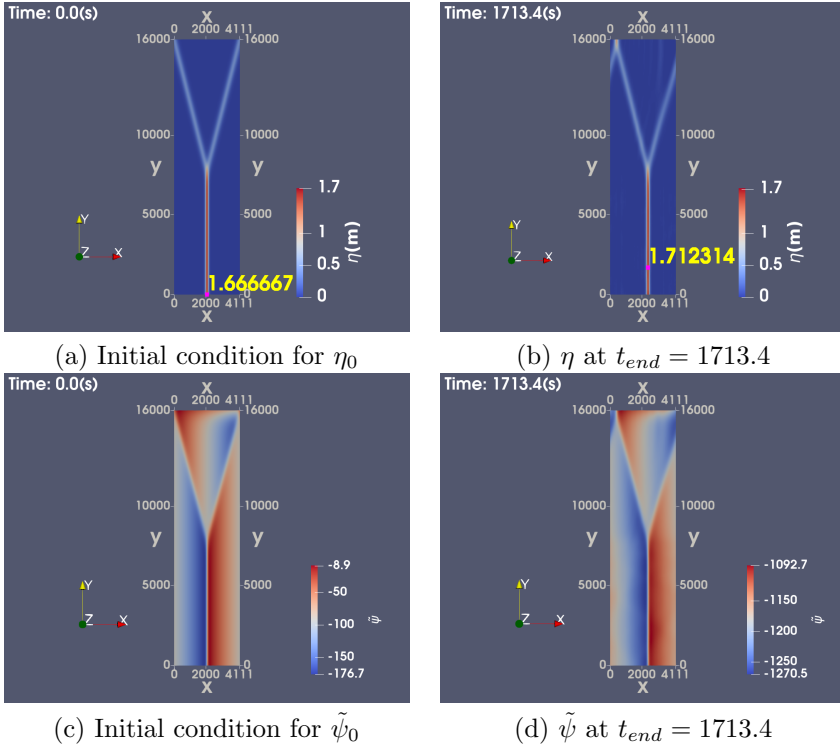 Time: 0.0(s)
X
0 2000 4111
16000 16000
10000 10000
y y
5000 5000
0 0
0 2000 4111
X
Y
Z X
1.666667
1.7
1
0.5
0
η(m)
(a) Initial condition for η₀
Time: 1713.4(s)
X
0 2000 4111
16000 16000
10000 10000
y y
5000 5000
0 0
0 2000 4111
X
Y
Z X
1.712314
1.7
1
0.5
0
η(m)
(b) η at t_end = 1713.4
Time: 0.0(s)
X
0 2000 4111
16000 16000
10000 10000
y y
5000 5000
0 0
0 2000 4111
X
Y
Z X
-8.9
-50
-100
-150
-176.7
ψ̃
(c) Initial condition for ψ̃₀
Time: 1713.4(s)
X
0 2000 4111
16000 16000
10000 10000
y y
5000 5000
0 0
0 2000 4111
X
Y
Z X
-1092.7
-1150
-1200
-1250
-1270.5
ψ̃
(d) ψ̃ at t_end = 1713.4